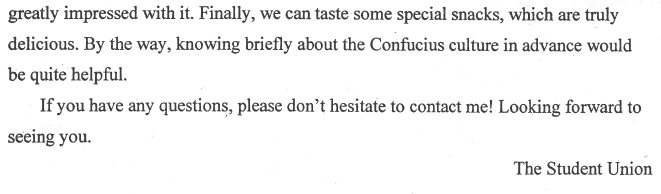 greatly impressed with it. Finally, we can taste some special snacks, which are truly
delicious. By the way, knowing briefly about the Confucius culture in advance would
be quite helpful.
If you have any questions, please don't hesitate to contact me! Looking forward to
seeing you.
The Student Union